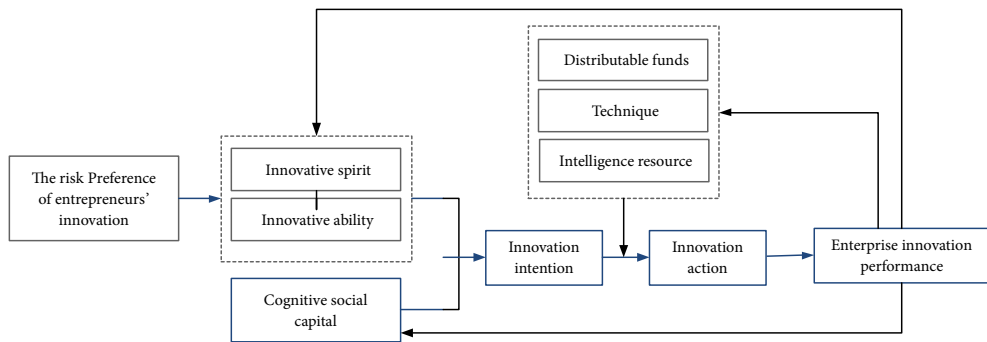 The risk Preference
of entrepreneurs'
innovation
Innovative spirit
Innovative ability
Cognitive social
capital
Innovation
intention
Distributable funds
Technique
Intelligence resource
Innovation
action
Enterprise innovation
performance